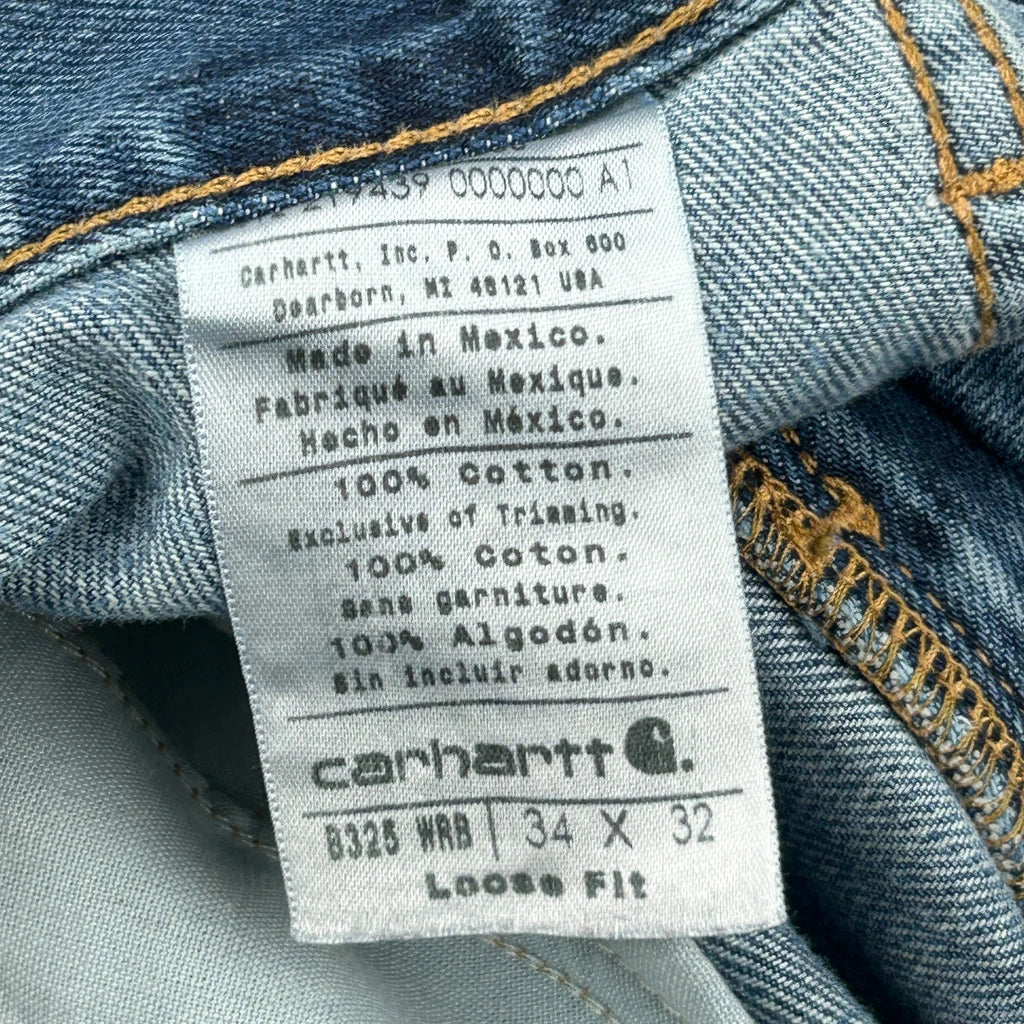 0000000 A1
Carhartt, Inc. P. O. Box 600
Dearborn, MI 48121 USA
Made in Mexico.
Fabriqué au Mexique.
Hecho en México.
100% Cotton.
Exclusive of Trimming.
100% Coton.
Sans garniture.
100% Algodón.
Sin incluir adorno.
carhartt
B325 WRB | 34 X 32
Loose Fit